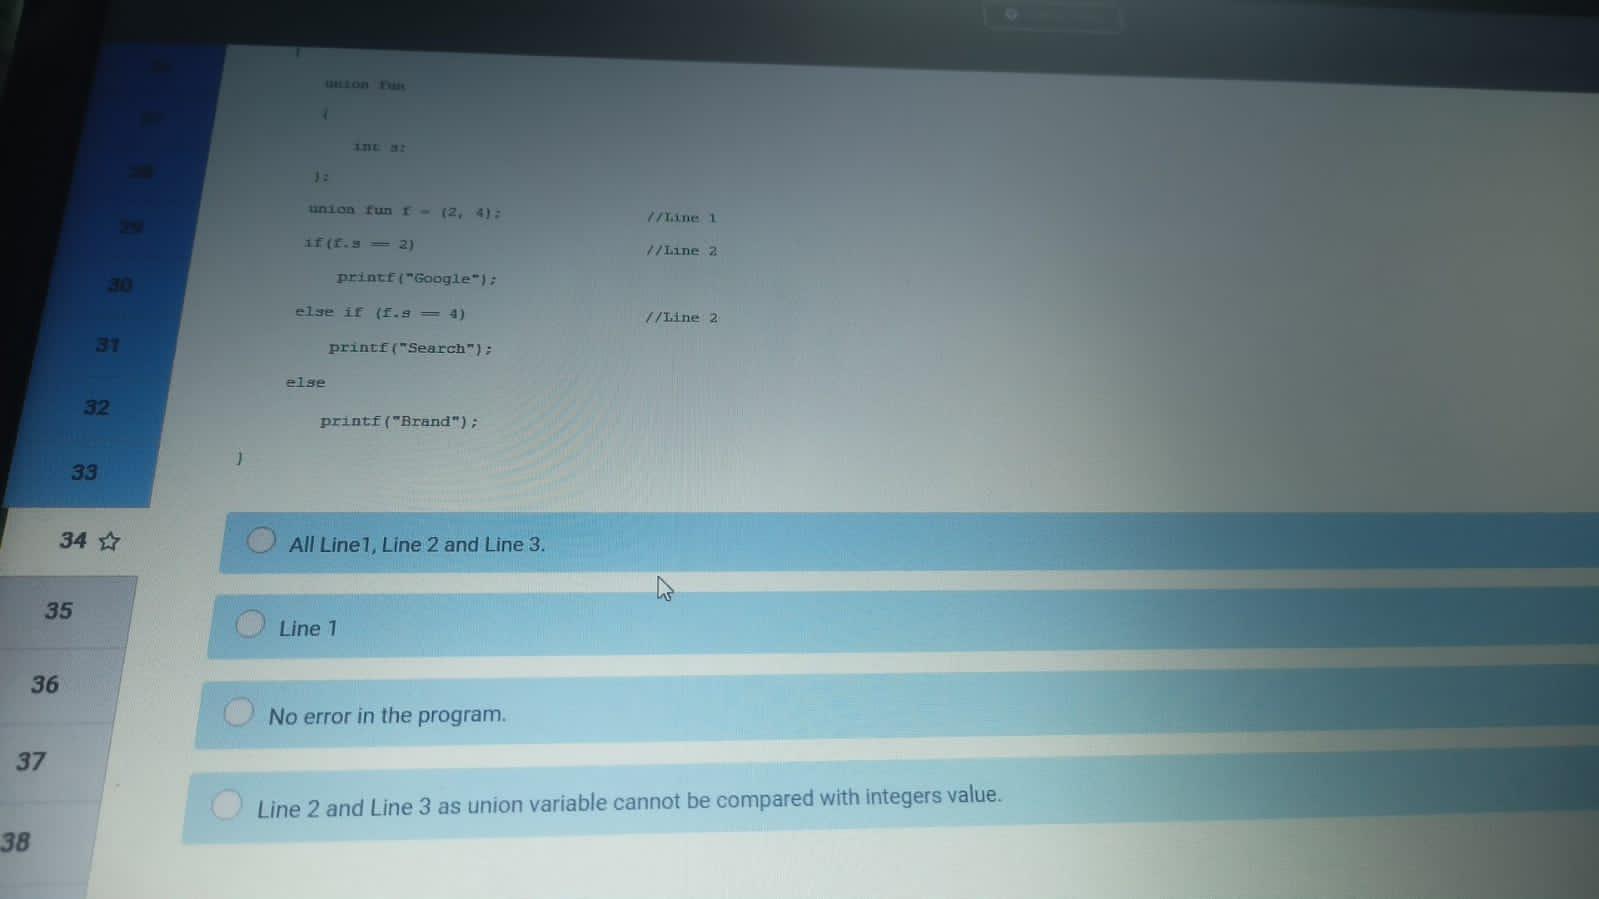 union fun
{
int s;
};
union fun f = (2, 4); //Line 1
if(f.s == 2) //Line 2
printf("Google");
else if (f.s == 4) //Line 2
printf("Search");
else
printf("Brand");
}
29
30
31
32
33
34
35
36
37
38
All Line1, Line 2 and Line 3.
Line 1
No error in the program.
Line 2 and Line 3 as union variable cannot be compared with integers value.